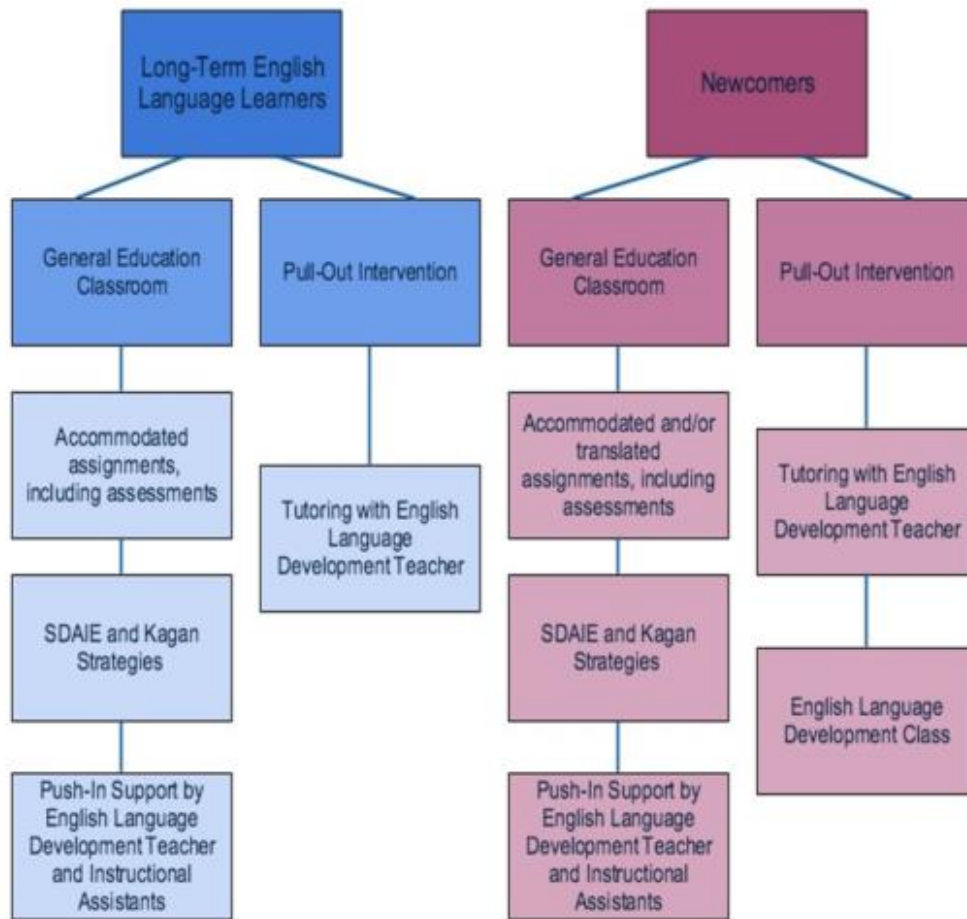 Long-Term English
Language Learners
Newcomers
General Education
Classroom
Pull-Out Intervention
General Education
Classroom
Pull-Out Intervention
Accommodated
assignments,
including assessments
Tutoring with English
Language
Development Teacher
Accommodated and/or
translated
assignments, including
assessments
Tutoring with English
Language
Development Teacher
SDAIE and Kagan
Strategies
SDAIE and Kagan
Strategies
English Language
Development Class
Push-In Support by
English Language
Development Teacher
and Instructional
Assistants
Push-In Support by
English Language
Development Teacher
and Instructional
Assistants